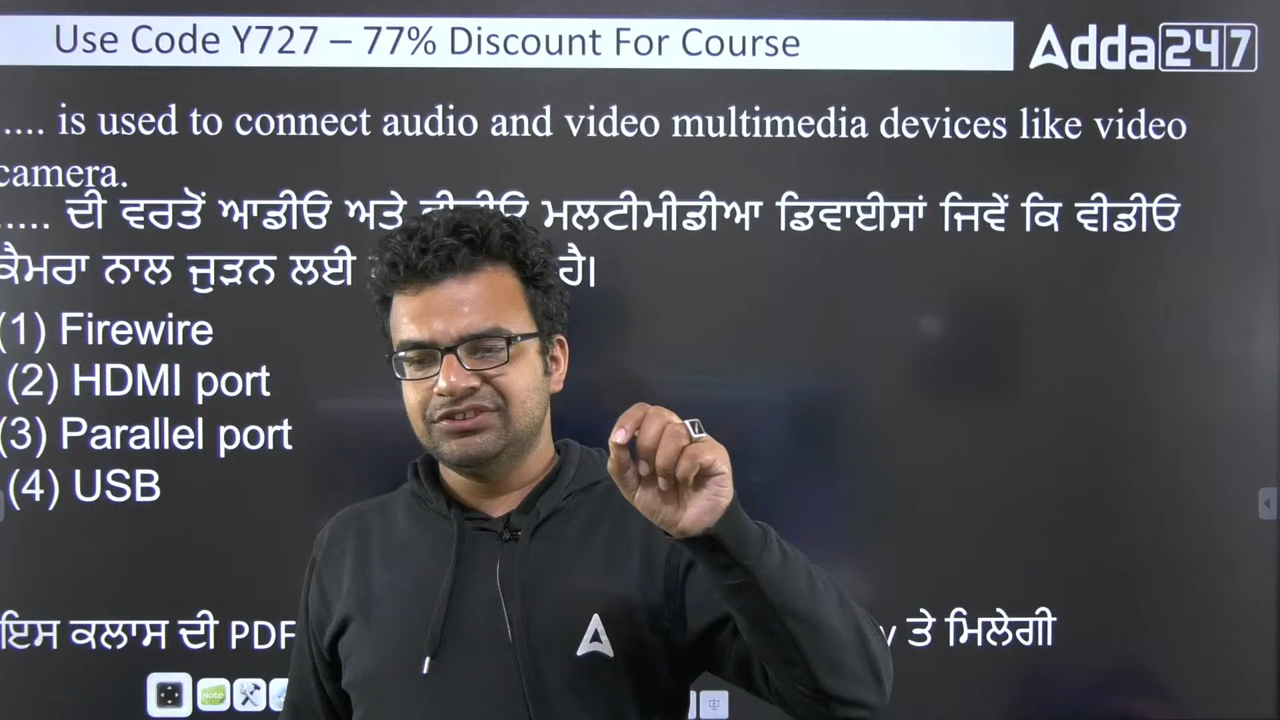 Use Code Y727 – 77% Discount For Course
Adda247
.... is used to connect audio and video multimedia devices like video
camera.
..... ਦੀ ਵਰਤੋਂ ਆਡੀਓ ਅਤੇ ਵੀਡੀਓ ਮਲਟੀਮੀਡੀਆ ਡਿਵਾਈਸਾਂ ਜਿਵੇਂ ਕਿ ਵੀਡੀਓ
ਕੈਮਰਾ ਨਾਲ ਜੁੜਨ ਲਈ ਹੈ।
(1) Firewire
(2) HDMI port
(3) Parallel port
(4) USB
ਇਸ ਕਲਾਸ ਦੀ PDF ਤੇ ਮਿਲੇਗੀ
Note